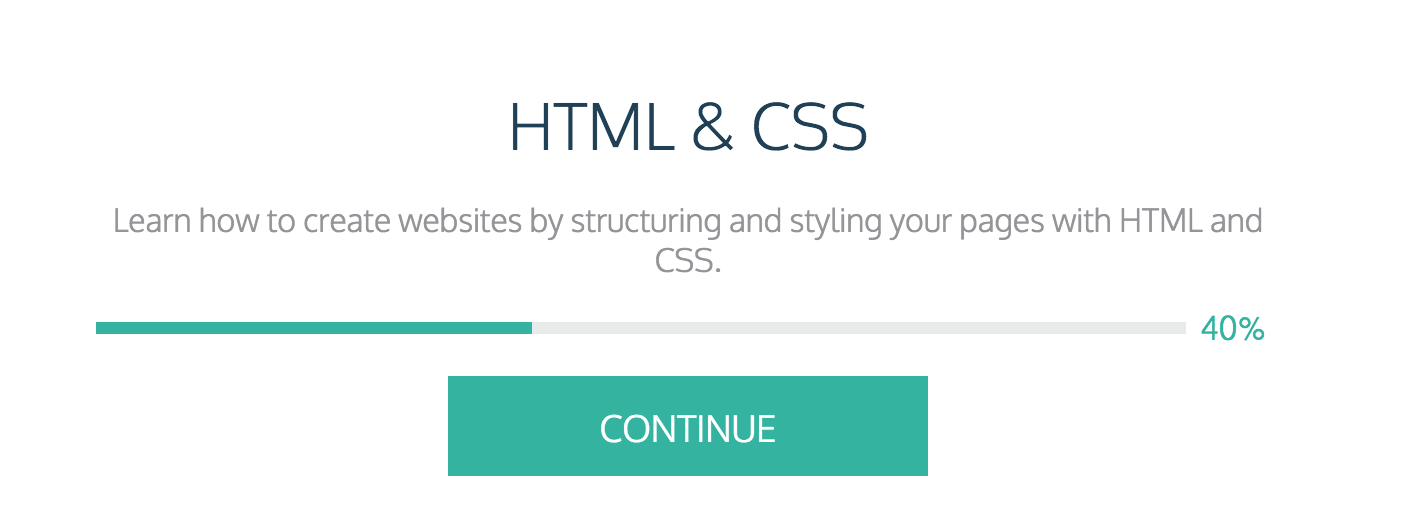 HTML & CSS
Learn how to create websites by structuring and styling your pages with HTML and
CSS.
40%
CONTINUE